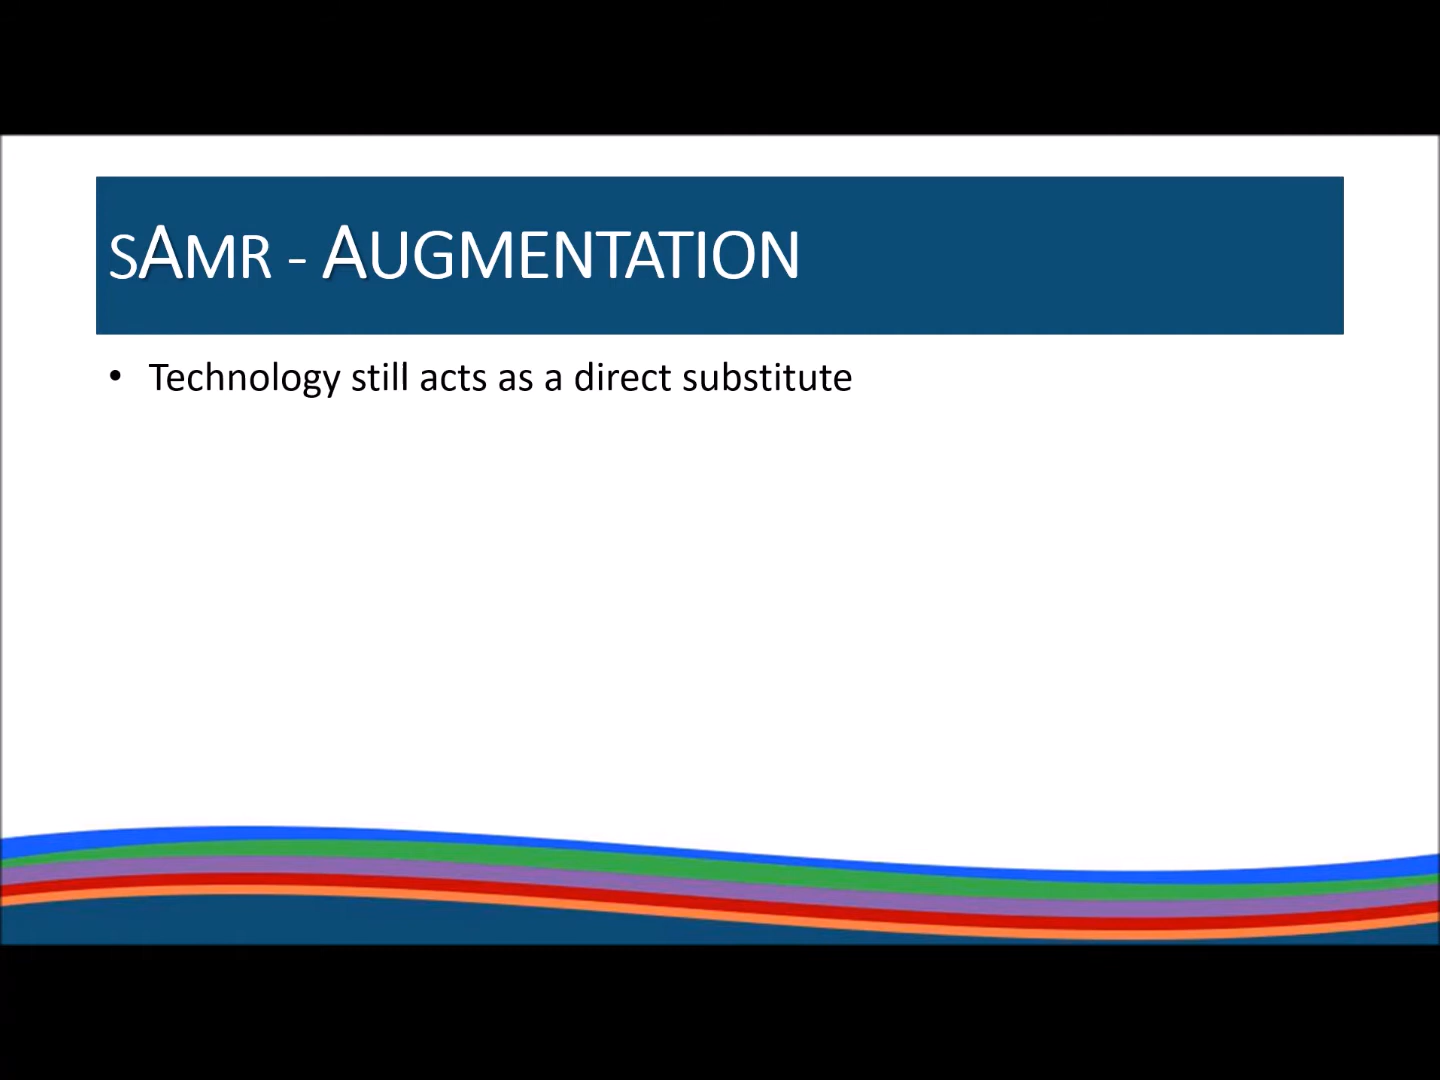 sAMR - AUGMENTATION
• Technology still acts as a direct substitute